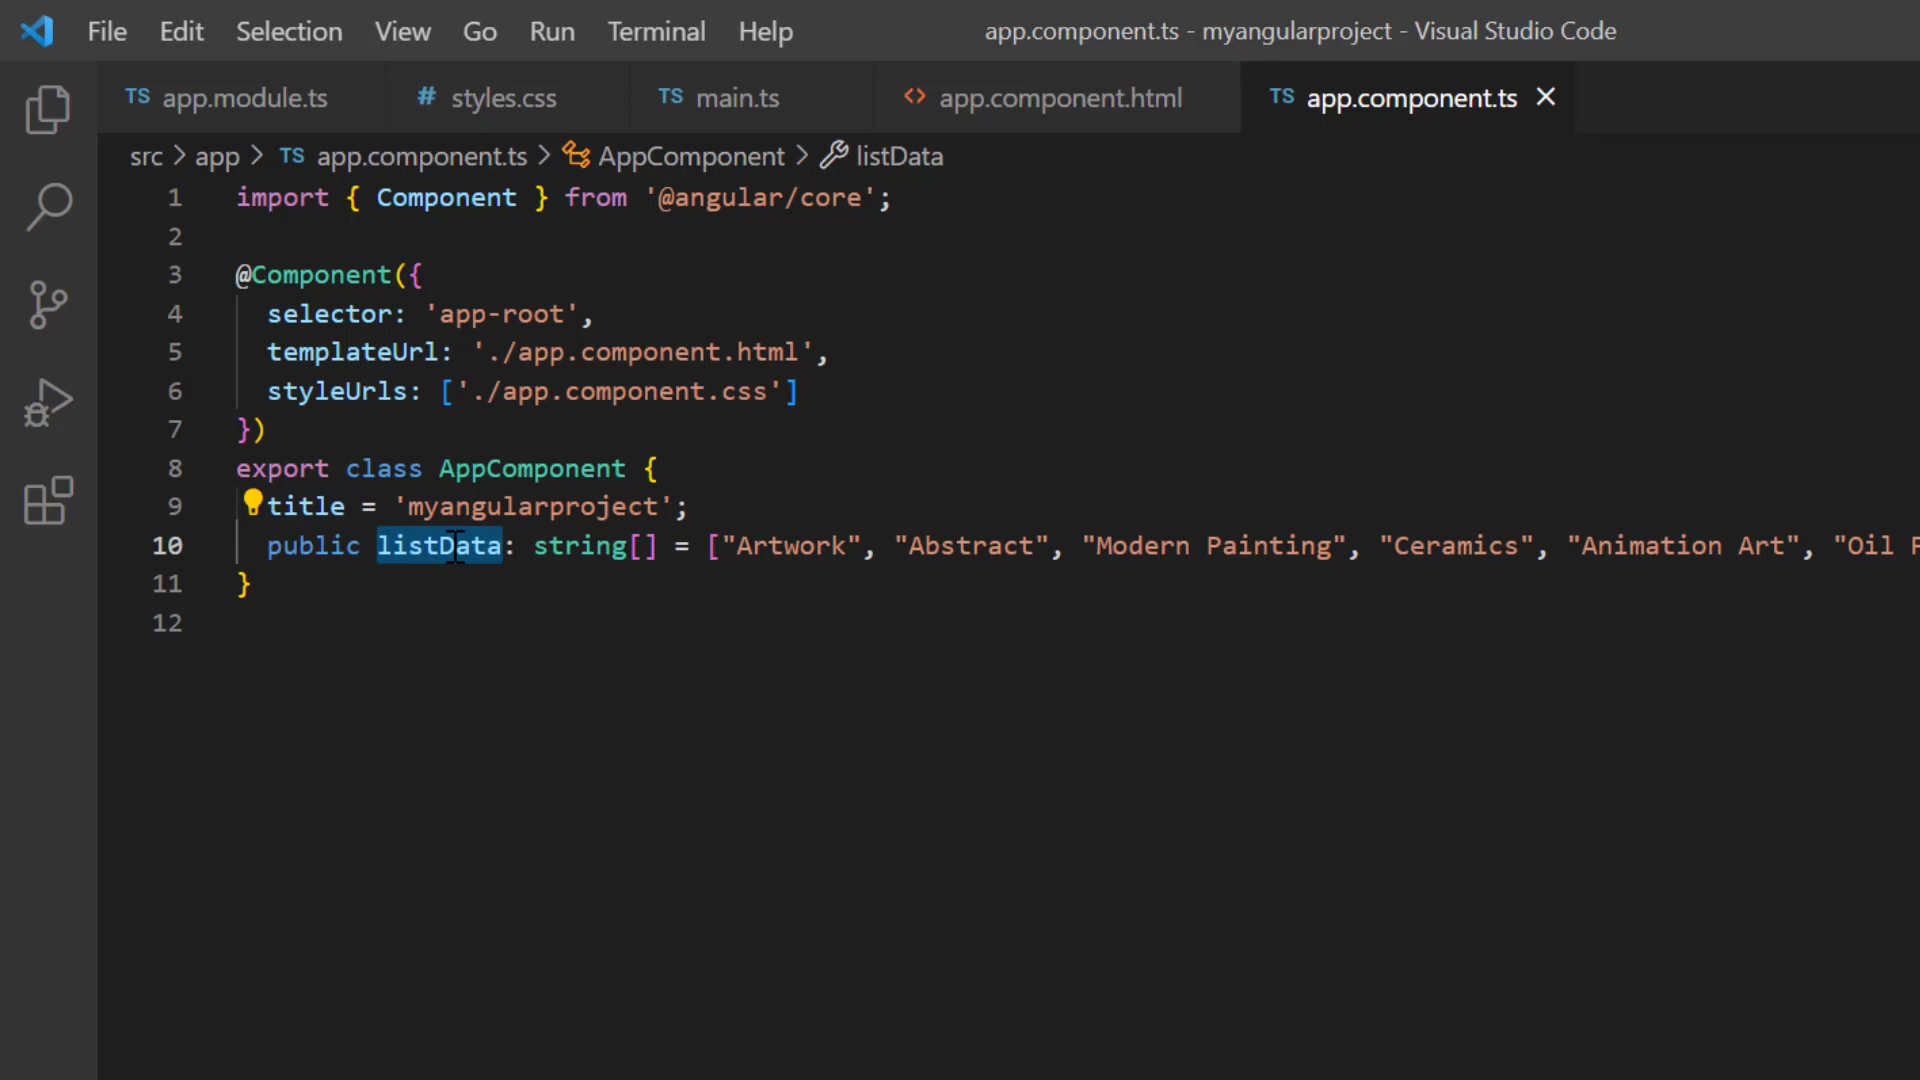 File Edit Selection View Go Run Terminal Help app.component.ts - myangularproject - Visual Studio Code
TS app.module.ts # styles.css TS main.ts <> app.component.html TS app.component.ts
src > app > TS app.component.ts > AppComponent > listData
1 import { Component } from '@angular/core';
2
3 @Component({
4 selector: 'app-root',
5 templateUrl: './app.component.html',
6 styleUrls: ['./app.component.css']
7 })
8 export class AppComponent {
9 title = 'myangularproject';
10 public listData: string[] = ["Artwork", "Abstract", "Modern Painting", "Ceramics", "Animation Art", "Oil
11 }
12